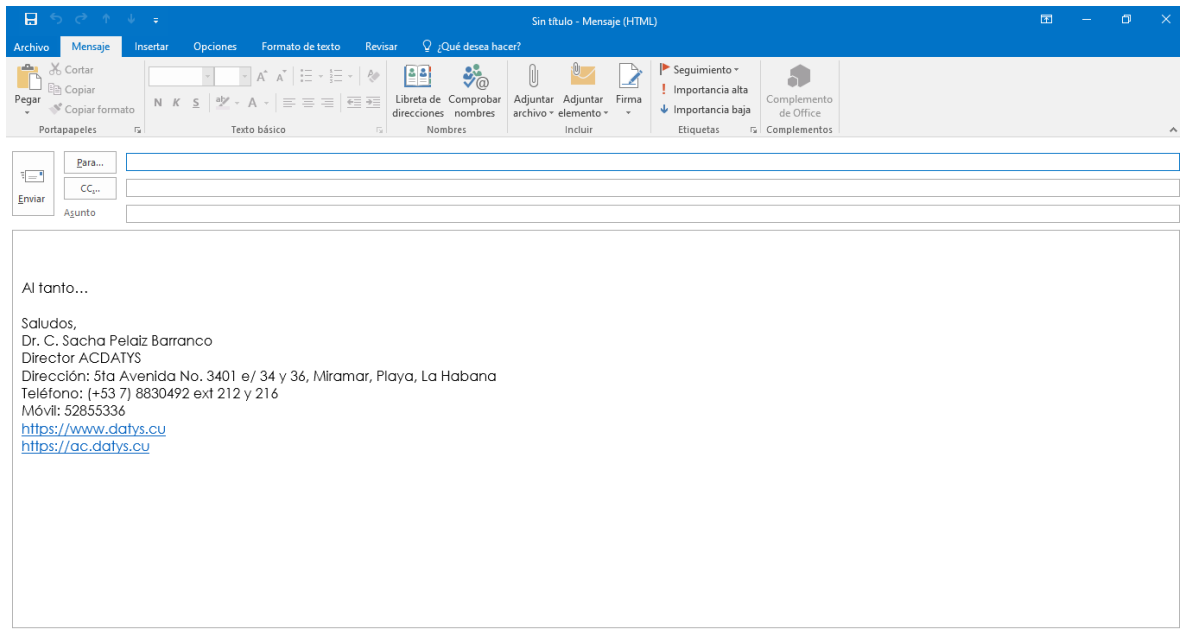 Sin título - Mensaje (HTML)
Archivo Mensaje Insertar Opciones Formato de texto Revisar ¿Qué desea hacer?
Pegar
Cortar
Copiar
Copiar formato
Portapapeles
N K S
Texto básico
Libreta de direcciones
Comprobar nombres
Nombres
Adjuntar archivo
Adjuntar elemento
Firma
Incluir
Seguimiento
Importancia alta
Importancia baja
Etiquetas
Complemento de Office
Complementos
Enviar
Para...
CC...
Asunto
Al tanto…
Saludos,
Dr. C. Sacha Pelaiz Barranco
Director ACDATYS
Dirección: 5ta Avenida No. 3401 e/ 34 y 36, Miramar, Playa, La Habana
Teléfono: (+53 7) 8830492 ext 212 y 216
Móvil: 52855336
https://www.datys.cu
https://ac.datys.cu